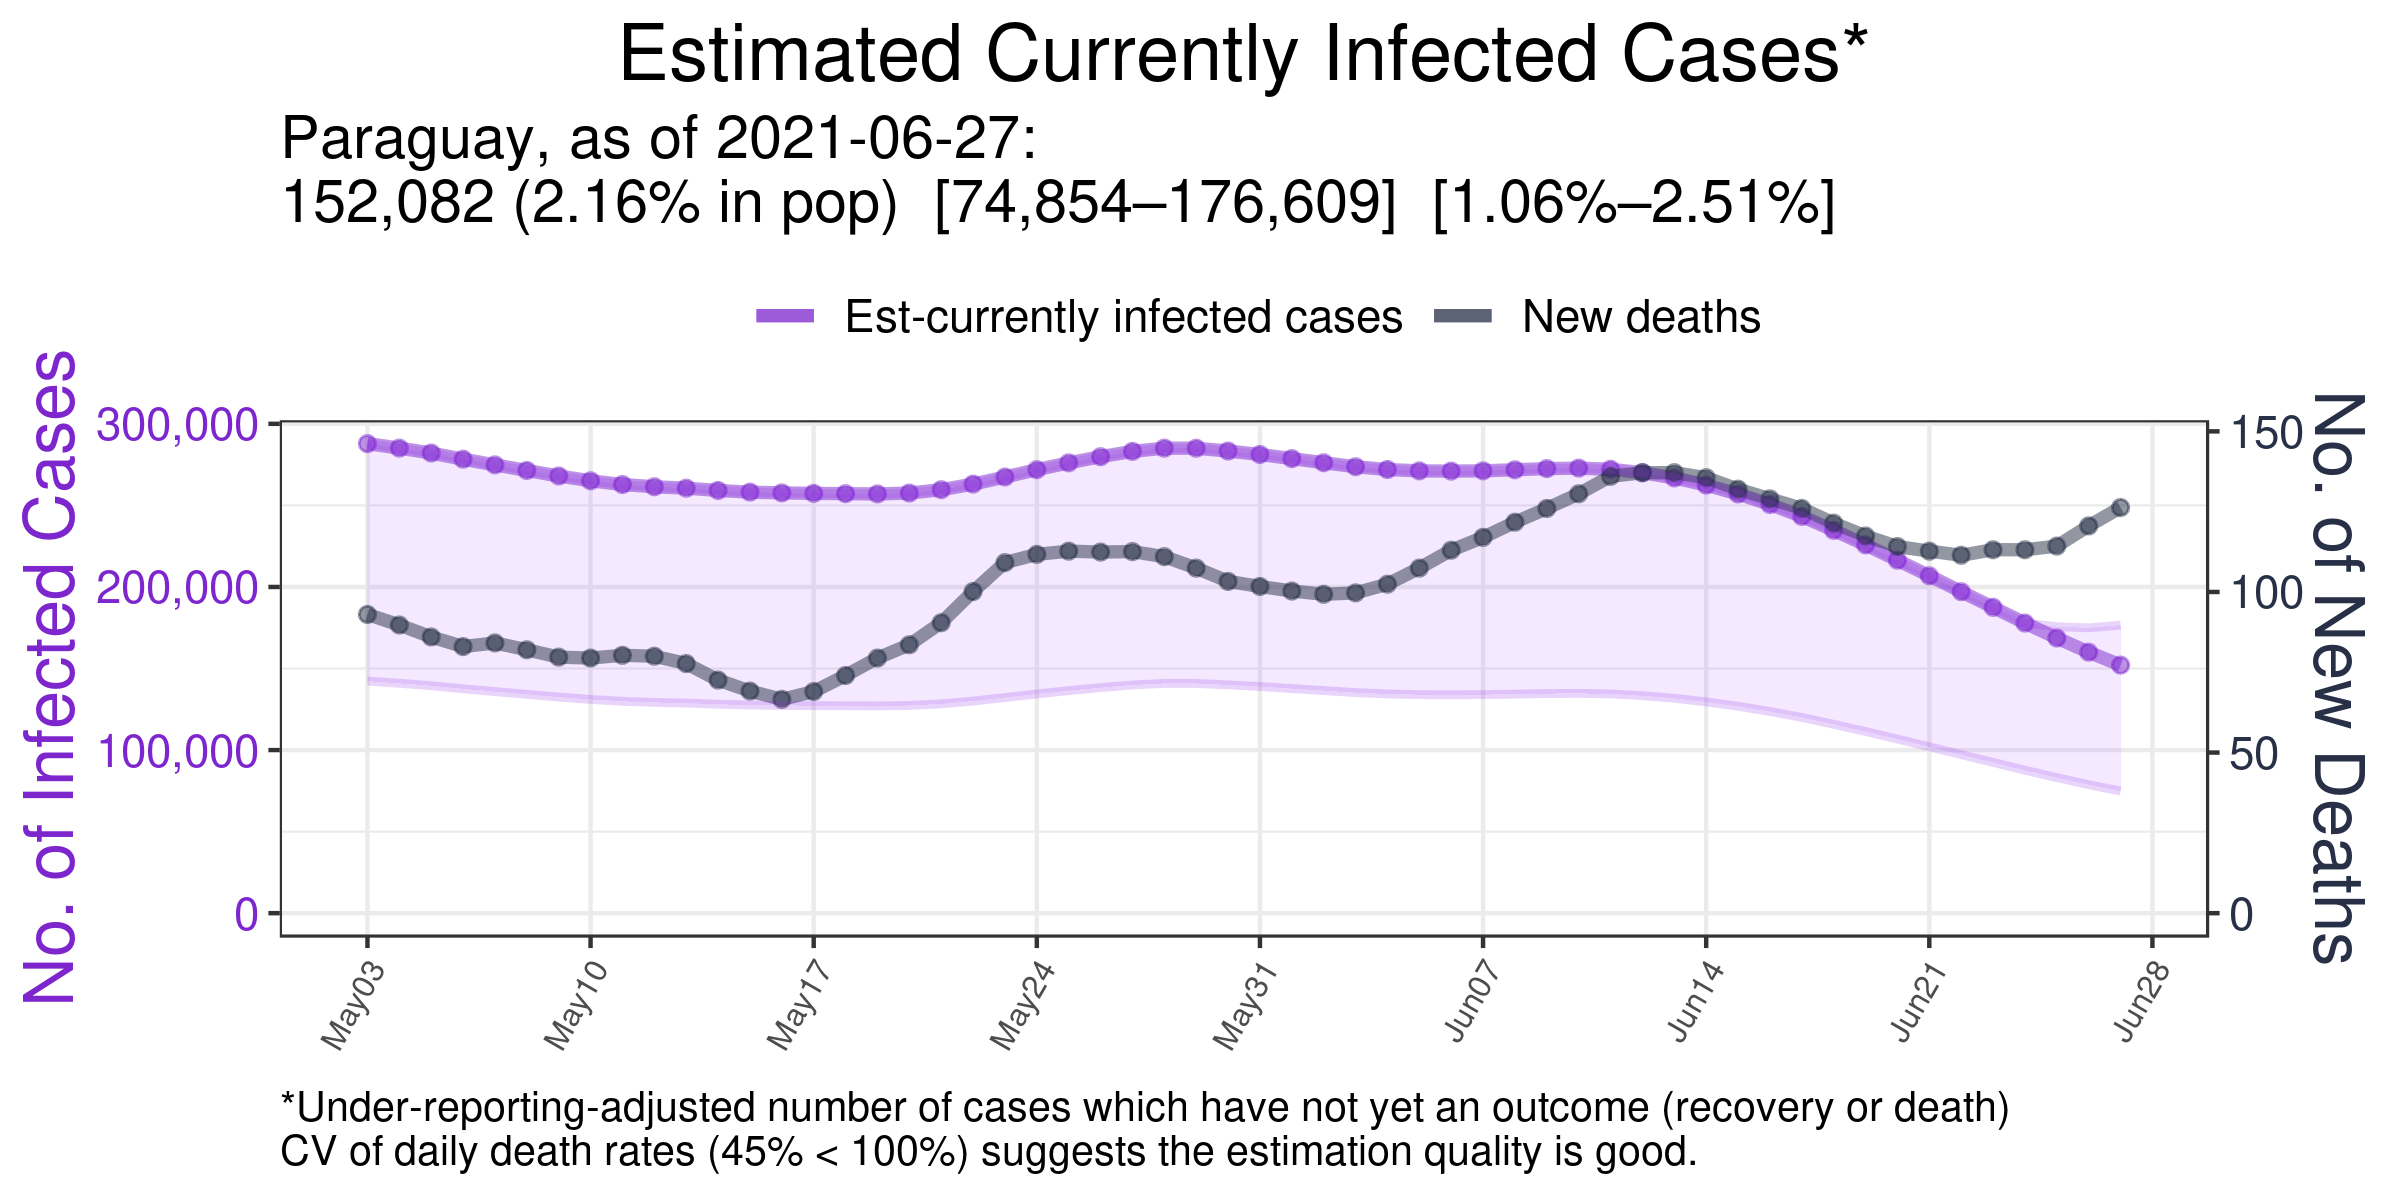 Estimated Currently Infected Cases*
Paraguay, as of 2021-06-27:
152,082 (2.16% in pop)  [74,854–176,609]  [1.06%–2.51%]
Est-currently infected cases
New deaths
No. of Infected Cases
300,000
200,000
100,000
0
150
100
50
0
No. of New Deaths
May03
May10
May17
May24
May31
Jun07
Jun14
Jun21
Jun28
*Under-reporting-adjusted number of cases which have not yet an outcome (recovery or death)
CV of daily death rates (45% < 100%) suggests the estimation quality is good.